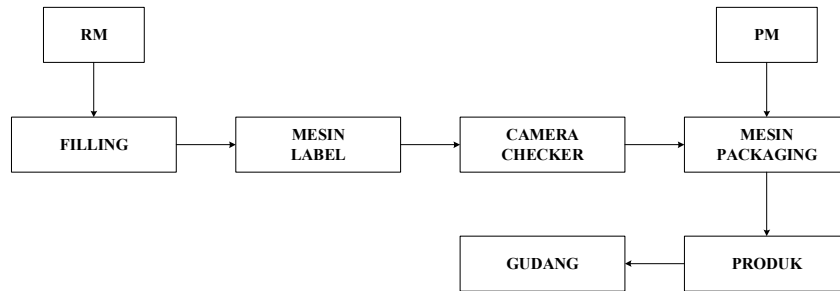 RM
PM
FILLING
MESIN
LABEL
CAMERA
CHECKER
MESIN
PACKAGING
GUDANG
PRODUK